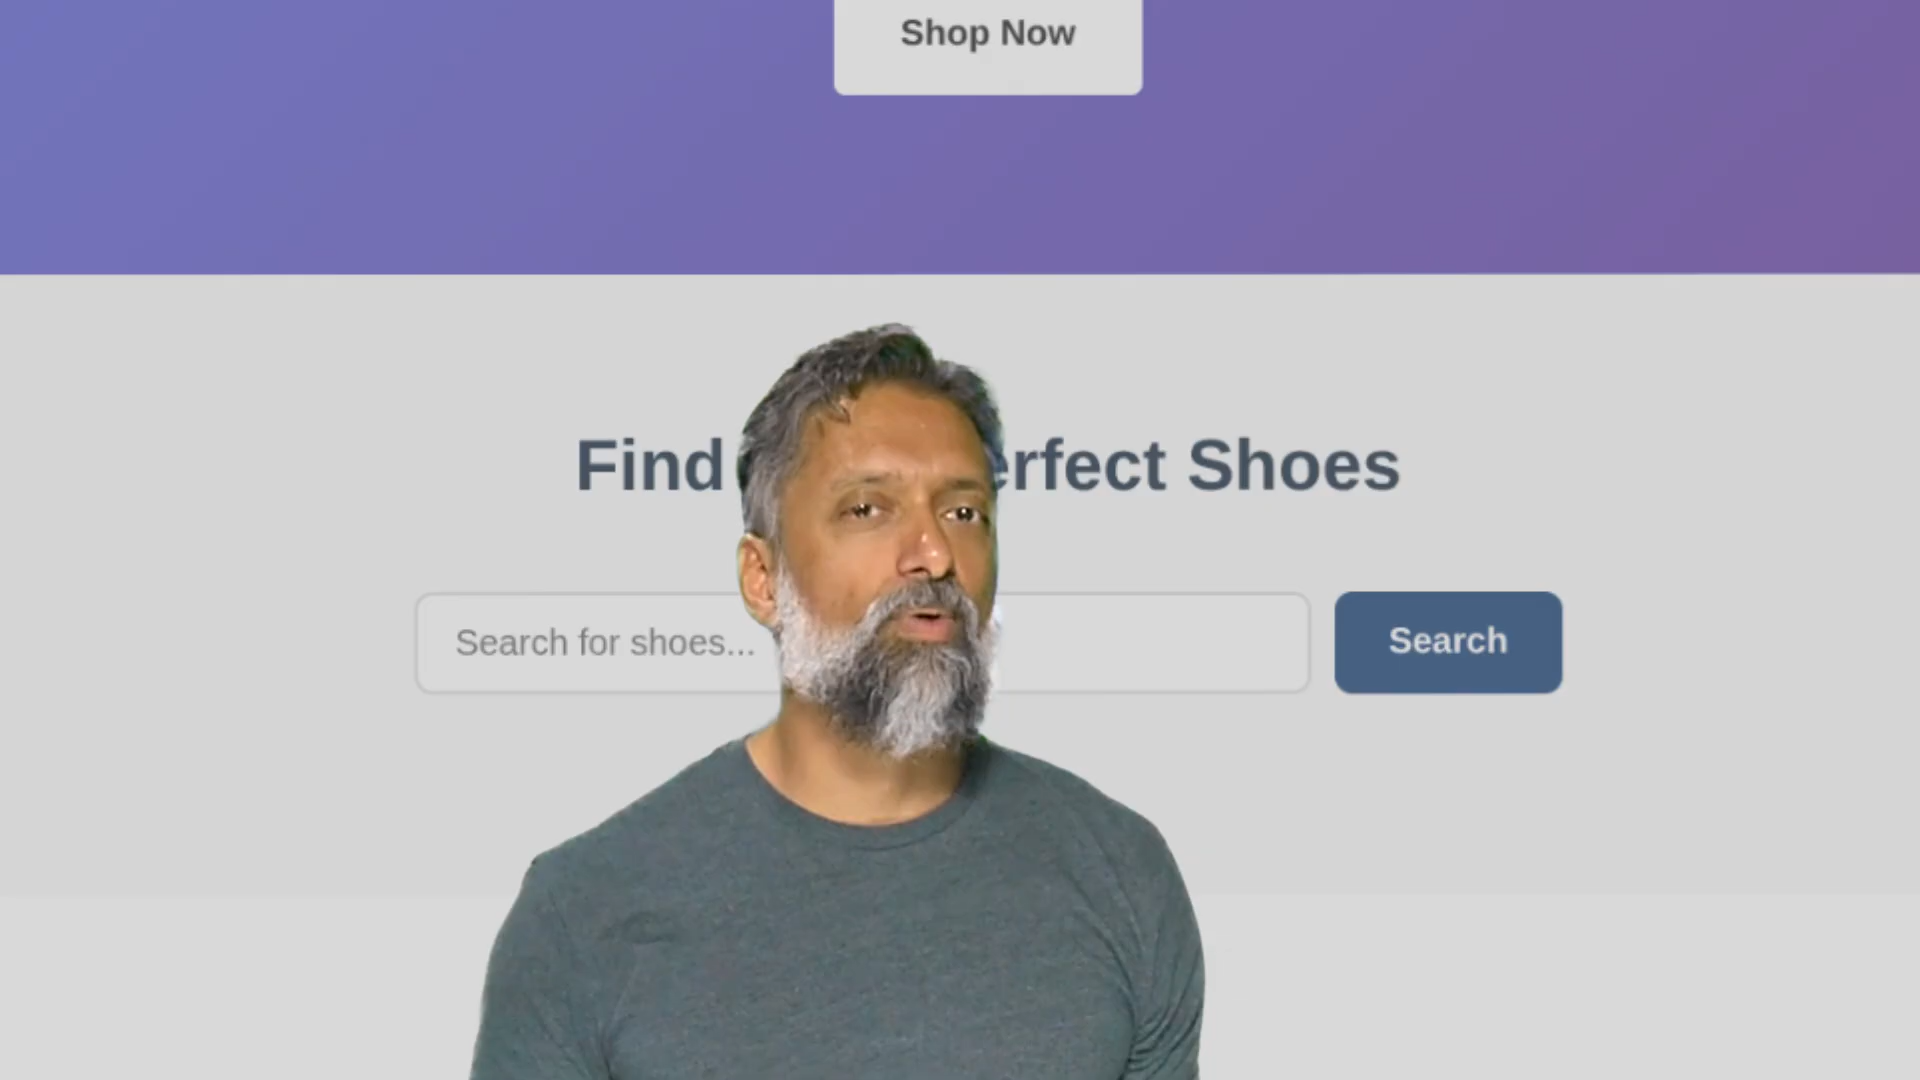 Shop Now
Find erfect Shoes
Search for shoes...
Search